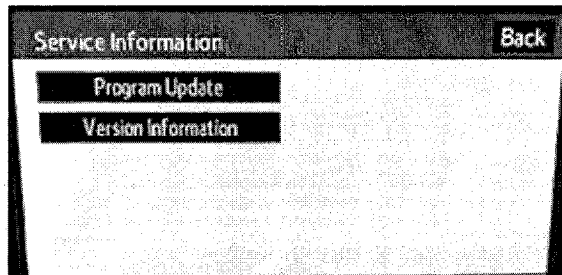 Service Information
Back
Program Update
Version Information